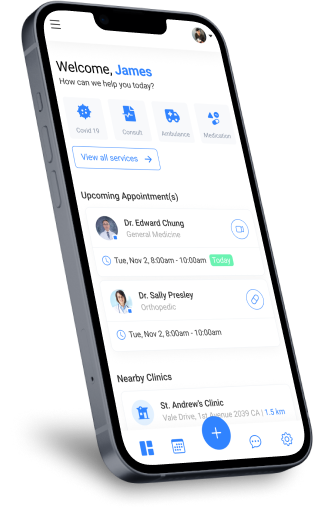 Welcome, James
How can we help you today?
Covid 19
Consult
Ambulance
Medication
View all services
Upcoming Appointment(s)
Dr. Edward Chung
General Medicine
Tue, Nov 2, 8:00am - 10:00am Today
Dr. Sally Presley
Orthopedic
Tue, Nov 2, 8:00am - 10:00am
Nearby Clinics
St. Andrew's Clinic
Vale Drive, 1st Avenue 2039 CA | 1.5 km